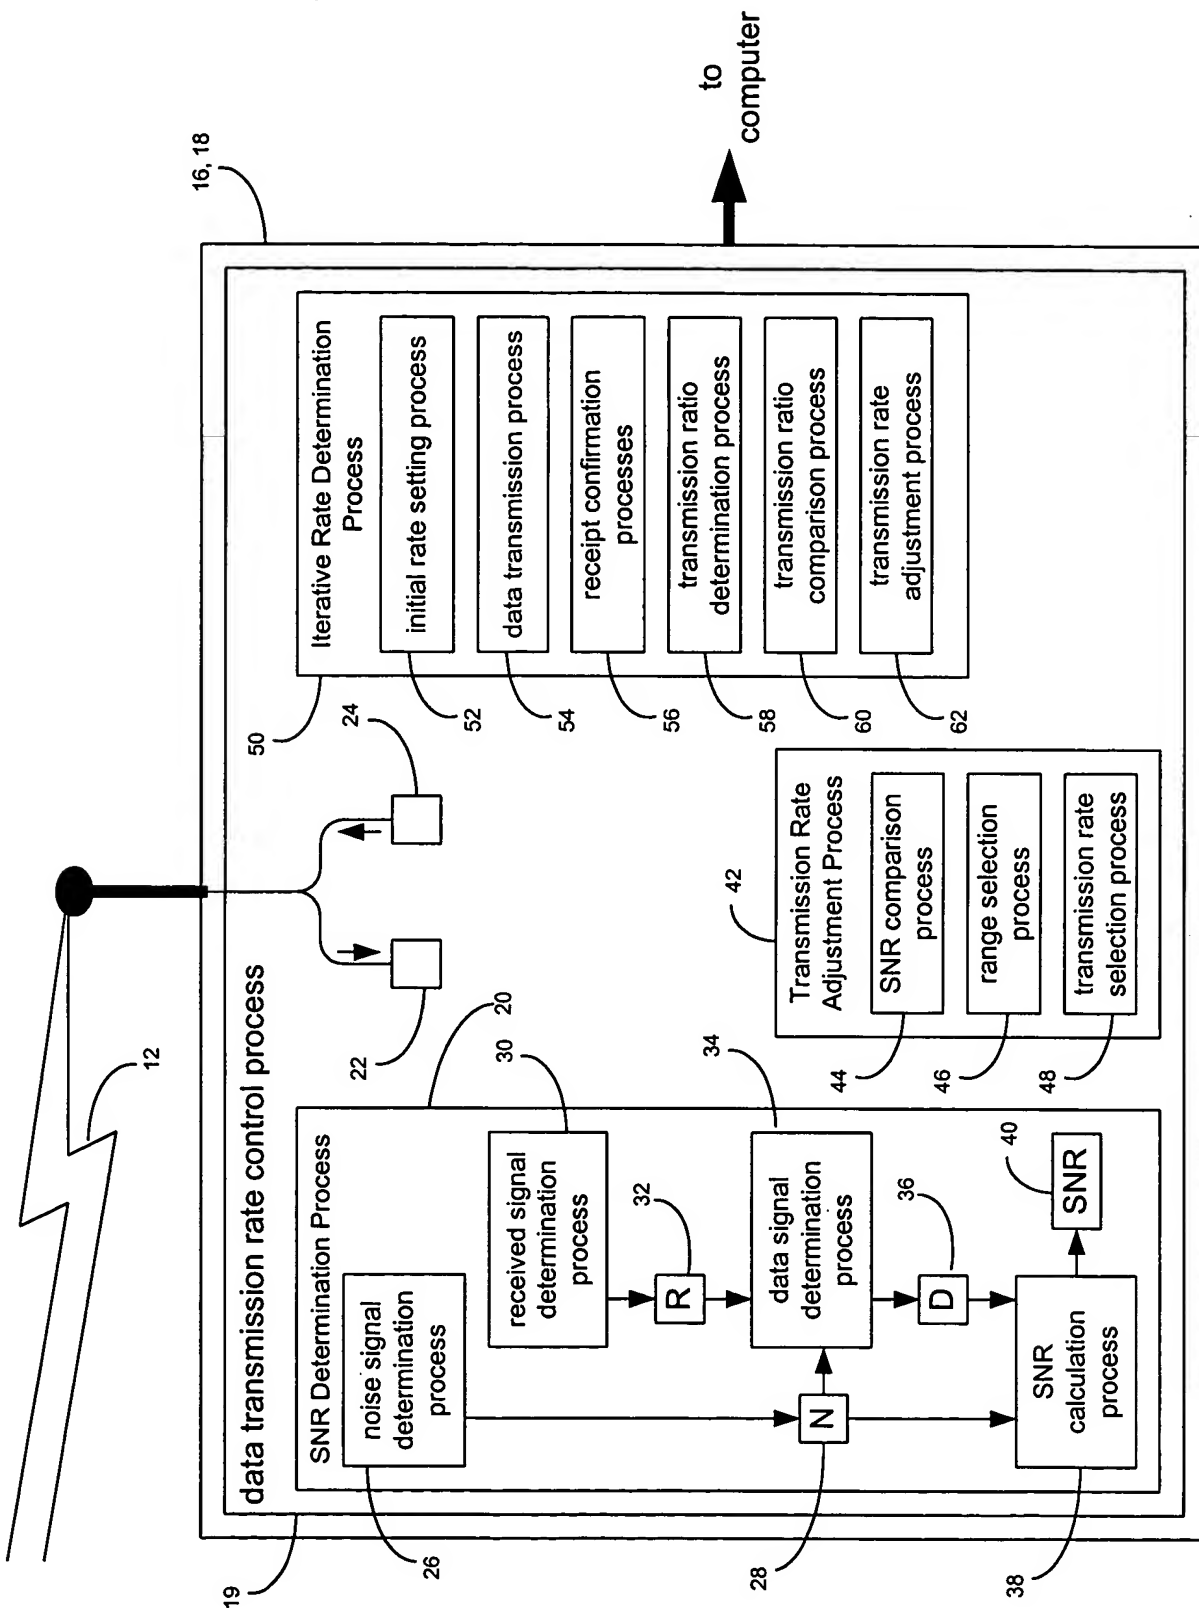 12
16, 18
19
data transmission rate control process
to
computer
22
24
20
SNR Determination Process
26
noise signal
determination
process
30
received signal
determination
process
32
R
34
data signal
determination
process
28
N
36
D
38
SNR
calculation
process
40
SNR
42
Transmission Rate
Adjustment Process
44
SNR comparison
process
46
range selection
process
48
transmission rate
selection process
50
Iterative Rate Determination
Process
52
initial rate setting process
54
data transmission process
56
receipt confirmation
processes
58
transmission ratio
determination process
60
transmission ratio
comparison process
62
transmission rate
adjustment process